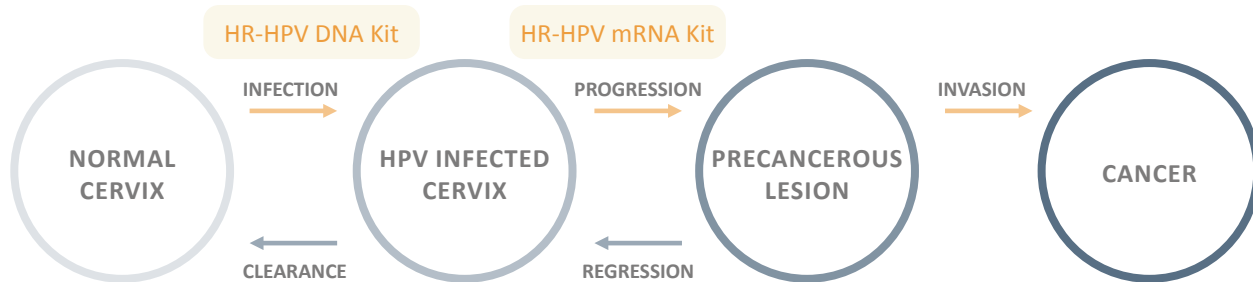 HR-HPV DNA Kit
HR-HPV mRNA Kit
INFECTION
PROGRESSION
INVASION
NORMAL
CERVIX
HPV INFECTED
CERVIX
PRECANCEROUS
LESION
CANCER
CLEARANCE
REGRESSION